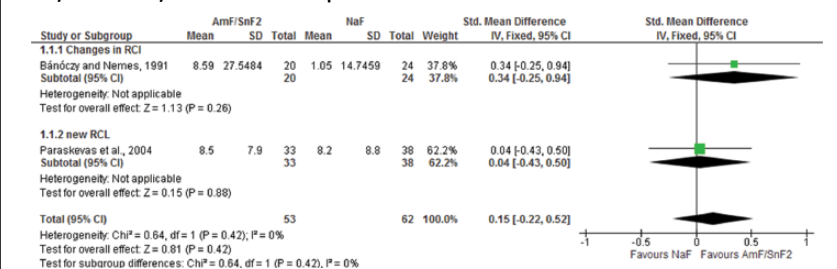 AmF/SnF2 NaF Std. Mean Difference Std. Mean Difference
Study or Subgroup Mean SD Total Mean SD Total Weight IV, Fixed, 95% CI IV, Fixed, 95% CI
1.1.1 Changes in RCI
Bánóczy and Nemes, 1991 8.59 27.5484 20 1.05 14.7459 24 37.8% 0.34 [-0.25, 0.94]
Subtotal (95% CI) 20 24 37.8% 0.34 [-0.25, 0.94]
Heterogeneity: Not applicable
Test for overall effect: Z = 1.13 (P = 0.26)
1.1.2 new RCL
Paraskevas et al., 2004 8.5 7.9 33 8.2 8.8 38 62.2% 0.04 [-0.43, 0.50]
Subtotal (95% CI) 33 38 62.2% 0.04 [-0.43, 0.50]
Heterogeneity: Not applicable
Test for overall effect: Z = 0.15 (P = 0.88)
Total (95% CI) 53 62 100.0% 0.15 [-0.22, 0.52]
Heterogeneity: Chi² = 0.64, df = 1 (P = 0.42); I² = 0%
Test for overall effect: Z = 0.81 (P = 0.42)
Test for subgroup differences: Chi² = 0.64, df = 1 (P = 0.42), I² = 0%
-1 -0.5 0 0.5 1
Favours NaF Favours AmF/SnF2